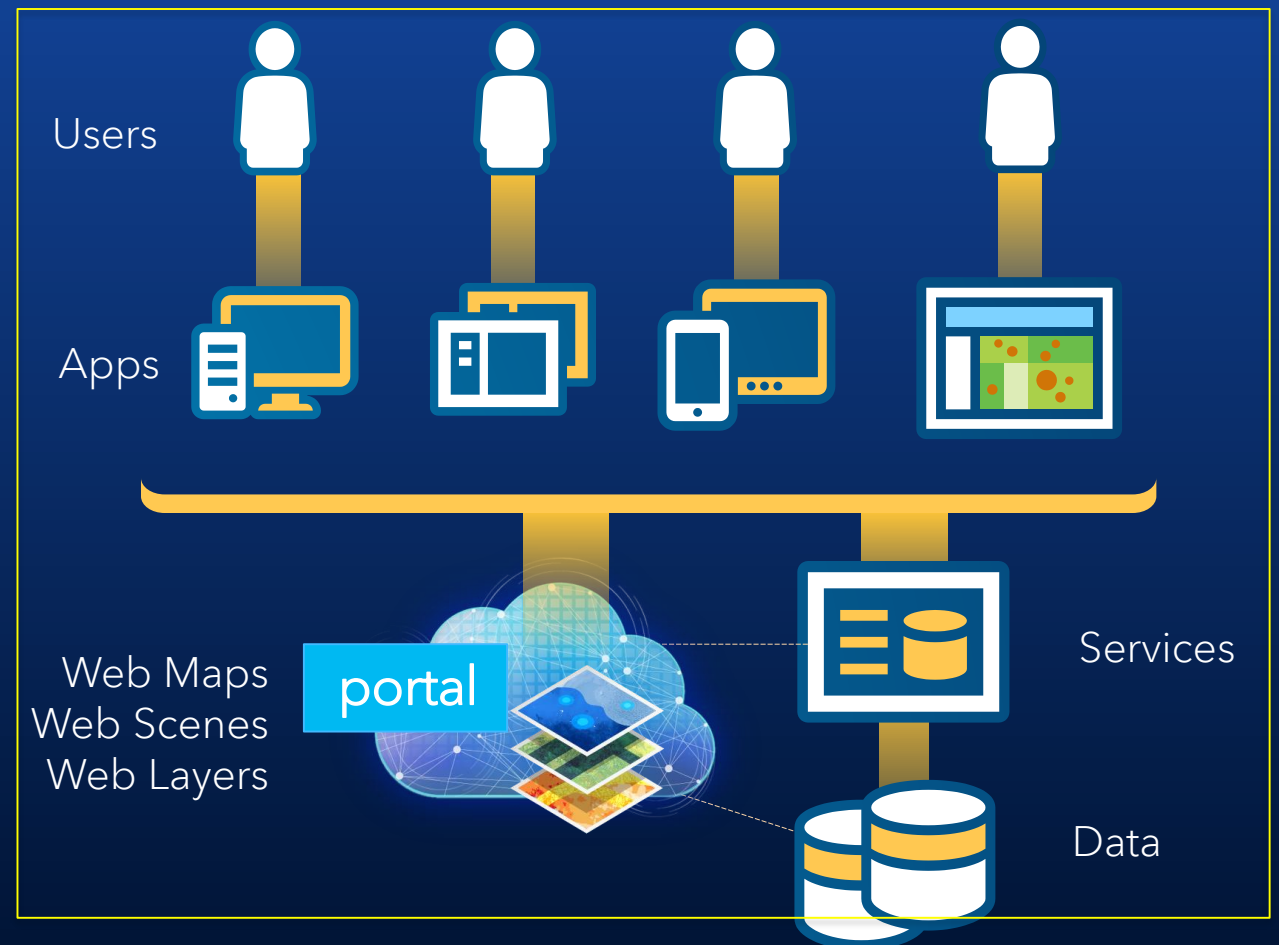 Users
Apps
portal
Web Maps
Web Scenes
Web Layers
Services
Data